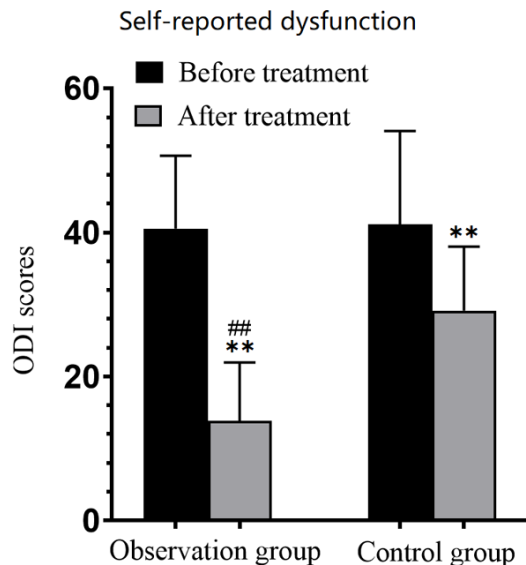 Self-reported dysfunction
Before treatment
After treatment
ODI scores
60
40
20
0
##
**
**
Observation group
Control group